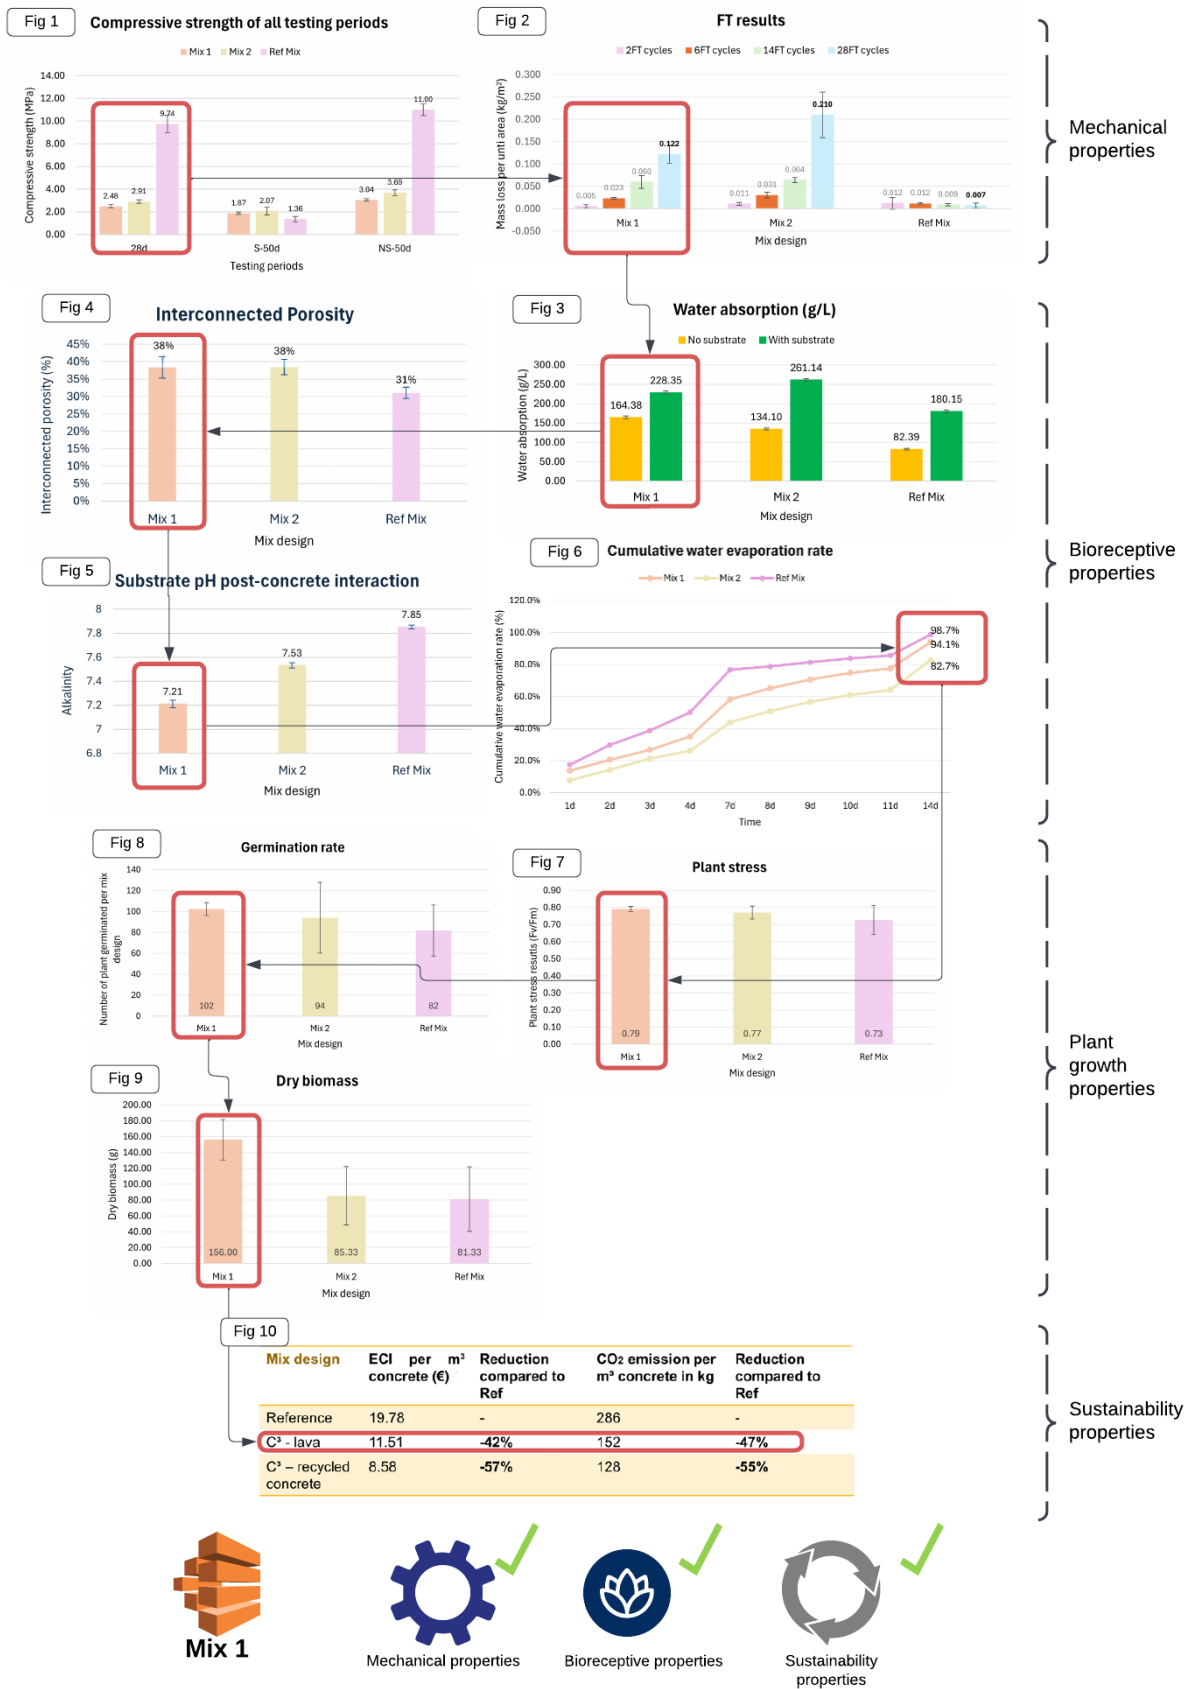 Fig 1
Compressive strength of all testing periods
Mix 1 Mix 2 Ref Mix
Compressive strength (MPa)
14.00
12.00
10.00
8.00
6.00
4.00
2.00
0.00
2.48 2.91 9.74
1.87 2.07 1.36
3.04 3.69 11.00
28d S-50d NS-50d
Testing periods
Fig 2
FT results
2FT cycles 6FT cycles 14FT cycles 28FT cycles
Mass loss per unti area (kg/m²)
0.300
0.250
0.200
0.150
0.100
0.050
0.000
-0.050
0.005 0.023 0.060 0.122
0.011 0.031 0.064 0.210
0.012 0.012 0.009 0.007
Mix 1 Mix 2 Ref Mix
Mix design
Mechanical
properties
Fig 4
Interconnected Porosity
Interconnected porosity (%)
45%
40%
35%
30%
25%
20%
15%
10%
5%
0%
38% 38% 31%
Mix 1 Mix 2 Ref Mix
Mix design
Fig 3
Water absorption (g/L)
No substrate With substrate
Water absorption (g/L)
300.00
250.00
200.00
150.00
100.00
50.00
0.00
164.38 228.35
134.10 261.14
82.39 180.15
Mix 1 Mix 2 Ref Mix
Mix design
Fig 5
Substrate pH post-concrete interaction
Alkalinity
8
7.8
7.6
7.4
7.2
7
6.8
7.21 7.53 7.85
Mix 1 Mix 2 Ref Mix
Mix design
Fig 6
Cumulative water evaporation rate
Mix 1 Mix 2 Ref Mix
Cumulative water evaporation rate (%)
120.0%
100.0%
80.0%
60.0%
40.0%
20.0%
0.0%
98.7%
94.1%
82.7%
1d 2d 3d 4d 7d 8d 9d 10d 11d 14d
Time
Bioreceptive
properties
Fig 8
Germination rate
Number of plant germinated per mix
design
140
120
100
80
60
40
20
0
102 94 82
Mix 1 Mix 2 Ref Mix
Mix design
Fig 7
Plant stress
Plant stress resutls (Fv/Fm)
0.90
0.80
0.70
0.60
0.50
0.40
0.30
0.20
0.10
0.00
0.79 0.77 0.73
Mix 1 Mix 2 Ref Mix
Mix design
Fig 9
Dry biomass
Dry biomass (g)
200.00
180.00
160.00
140.00
120.00
100.00
80.00
60.00
40.00
20.00
0.00
156.00 85.33 81.33
Mix 1 Mix 2 Ref Mix
Mix design
Plant
growth
properties
Fig 10
Mix design ECI per m³ Reduction CO₂ emission per Reduction
concrete (€) compared to m³ concrete in kg compared to
Ref Ref
Reference 19.78 - 286 -
C³ - lava 11.51 -42% 152 -47%
C³ – recycled 8.58 -57% 128 -55%
concrete
Sustainability
properties
Mix 1
Mechanical properties
Bioreceptive properties
Sustainability
properties